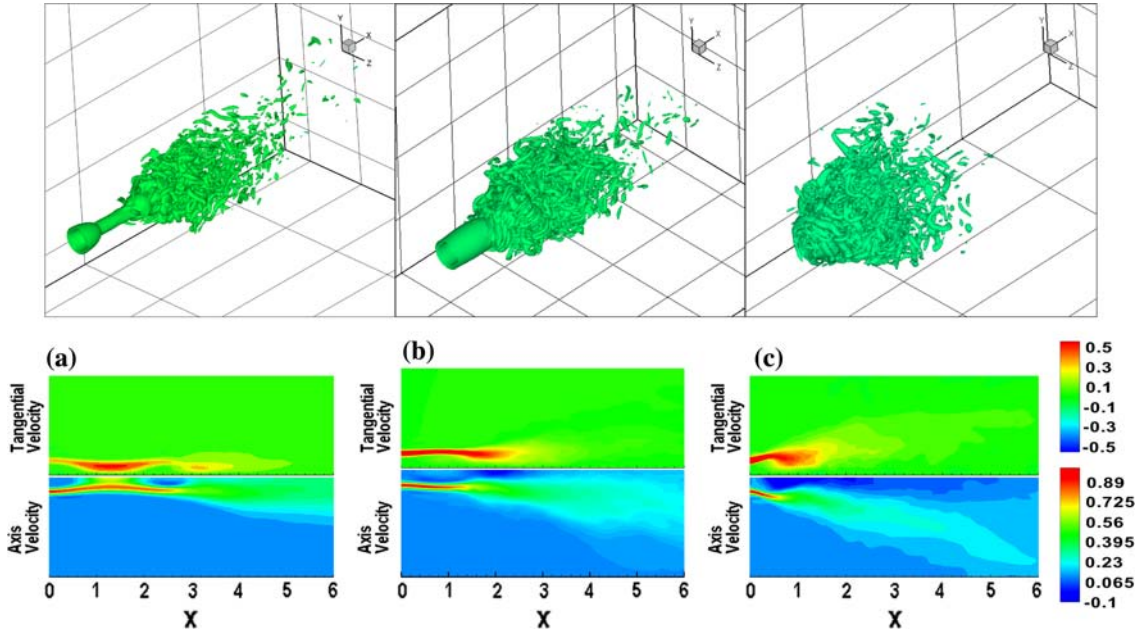 Y
X
Z
Y
X
Z
Y
X
Z
(a)
(b)
(c)
Tangential
Velocity
Axis
Velocity
0 1 2 3 4 5 6
X
Tangential
Velocity
Axis
Velocity
0 1 2 3 4 5 6
X
Tangential
Velocity
Axis
Velocity
0 1 2 3 4 5 6
X
0.5
0.3
0.1
-0.1
-0.3
-0.5
0.89
0.725
0.56
0.395
0.23
0.065
-0.1